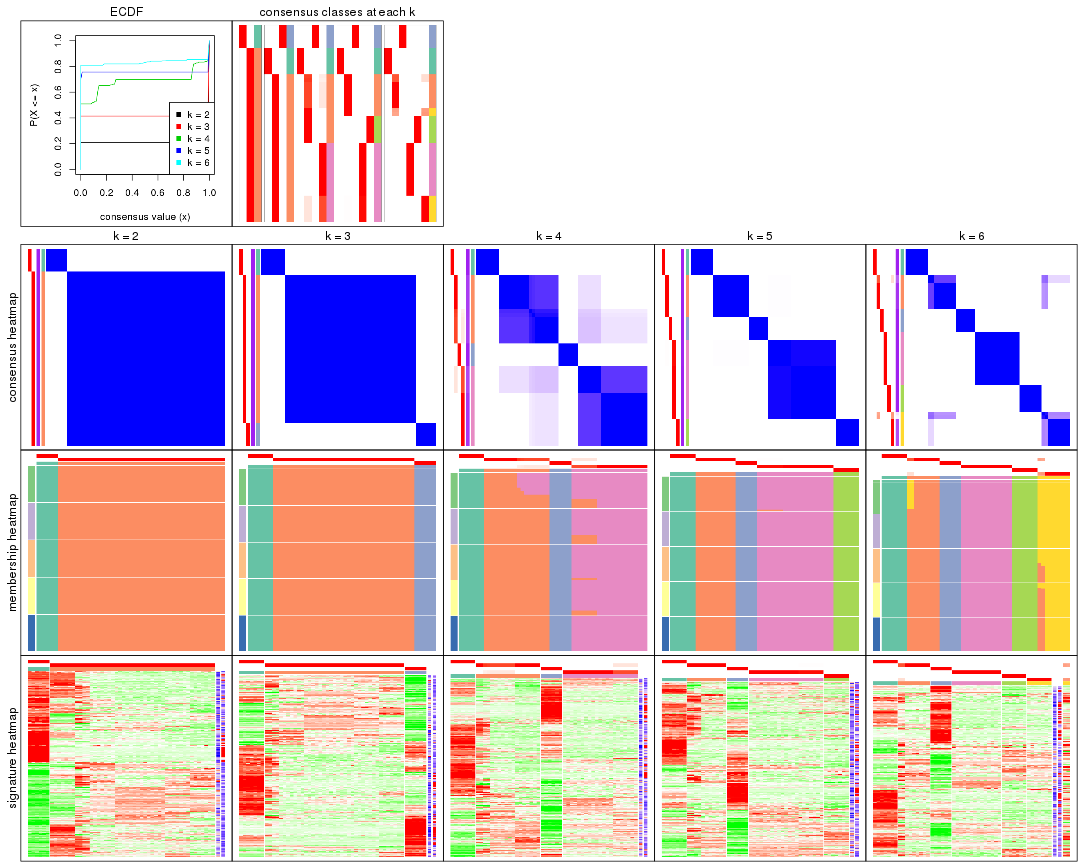 ECDF
consensus classes at each k
P(X <= x)
0.0
0.2
0.4
0.6
0.8
1.0
k = 2
k = 3
k = 4
k = 5
k = 6
0.0 0.2 0.4 0.6 0.8 1.0
consensus value (x)
k = 2
k = 3
k = 4
k = 5
k = 6
consensus heatmap
membership heatmap
signature heatmap